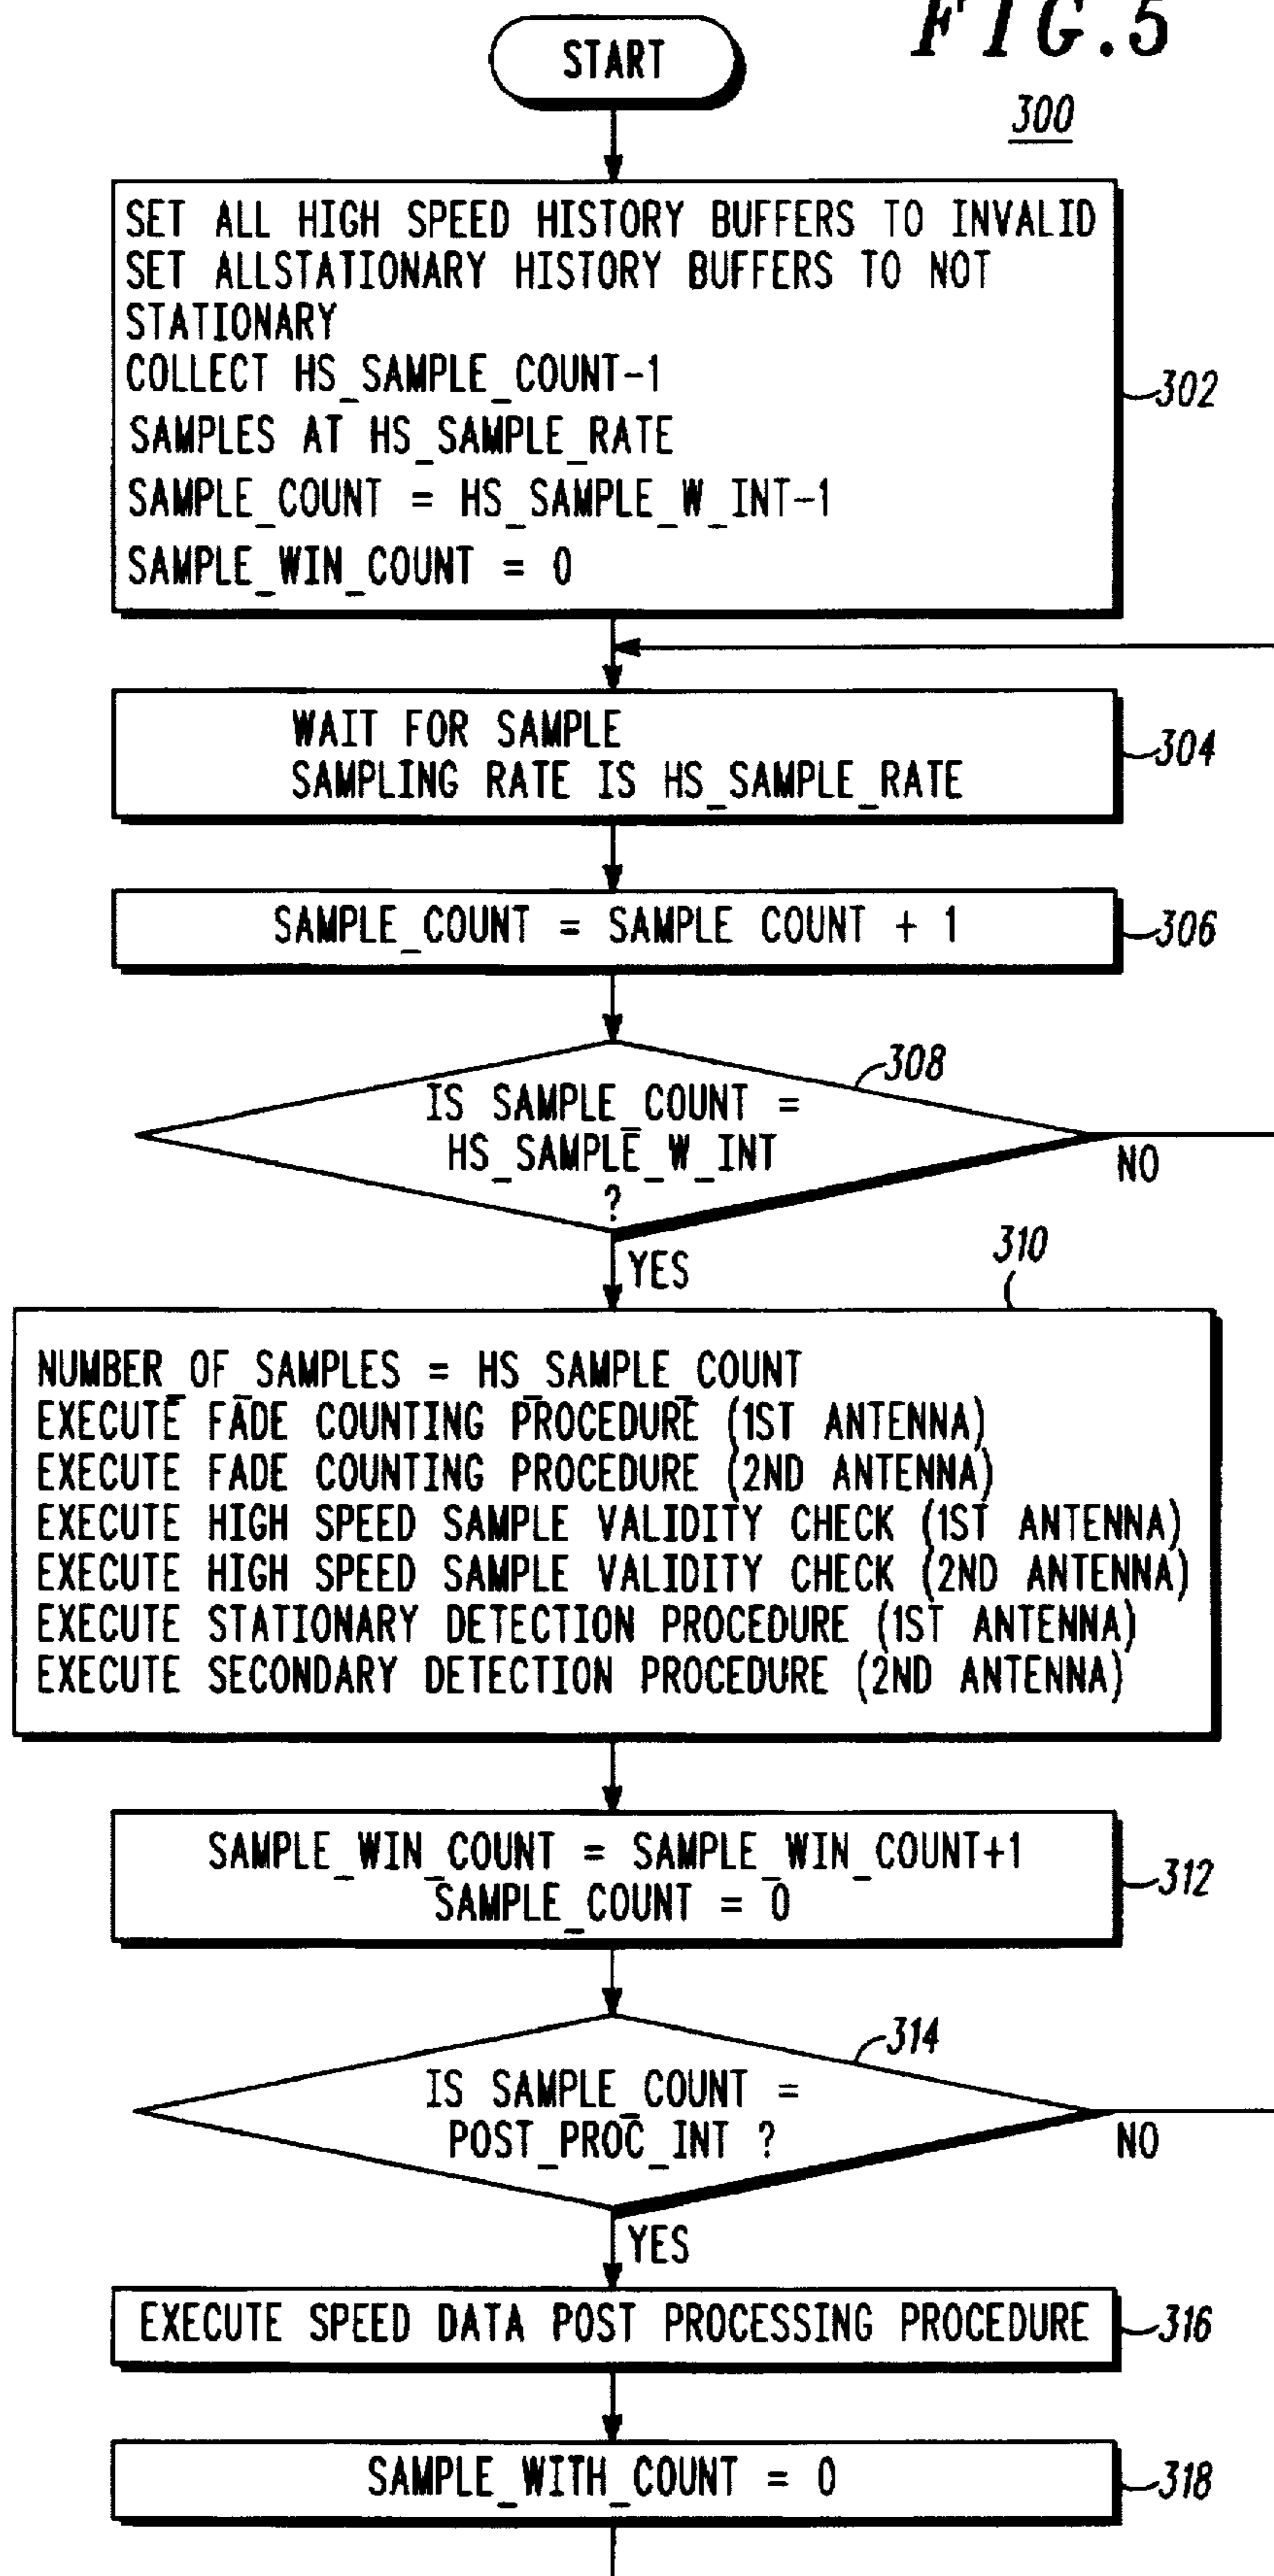 FIG.5
START
300
SET ALL HIGH SPEED HISTORY BUFFERS TO INVALID
SET ALLSTATIONARY HISTORY BUFFERS TO NOT
STATIONARY
COLLECT HS_SAMPLE_COUNT-1
SAMPLES AT HS_SAMPLE_RATE
SAMPLE_COUNT = HS_SAMPLE_W_INT-1
SAMPLE_WIN_COUNT = 0
302
WAIT FOR SAMPLE
SAMPLING RATE IS HS_SAMPLE_RATE
304
SAMPLE_COUNT = SAMPLE COUNT + 1
306
308
IS SAMPLE_COUNT =
HS_SAMPLE_W_INT
?
NO
YES
310
NUMBER_OF_SAMPLES = HS_SAMPLE_COUNT
EXECUTE FADE COUNTING PROCEDURE (1ST ANTENNA)
EXECUTE FADE COUNTING PROCEDURE (2ND ANTENNA)
EXECUTE HIGH SPEED SAMPLE VALIDITY CHECK (1ST ANTENNA)
EXECUTE HIGH SPEED SAMPLE VALIDITY CHECK (2ND ANTENNA)
EXECUTE STATIONARY DETECTION PROCEDURE (1ST ANTENNA)
EXECUTE SECONDARY DETECTION PROCEDURE (2ND ANTENNA)
SAMPLE_WIN_COUNT = SAMPLE_WIN_COUNT+1
SAMPLE_COUNT = 0
312
314
IS SAMPLE_COUNT =
POST_PROC_INT ?
NO
YES
EXECUTE SPEED DATA POST PROCESSING PROCEDURE
316
SAMPLE_WITH_COUNT = 0
318